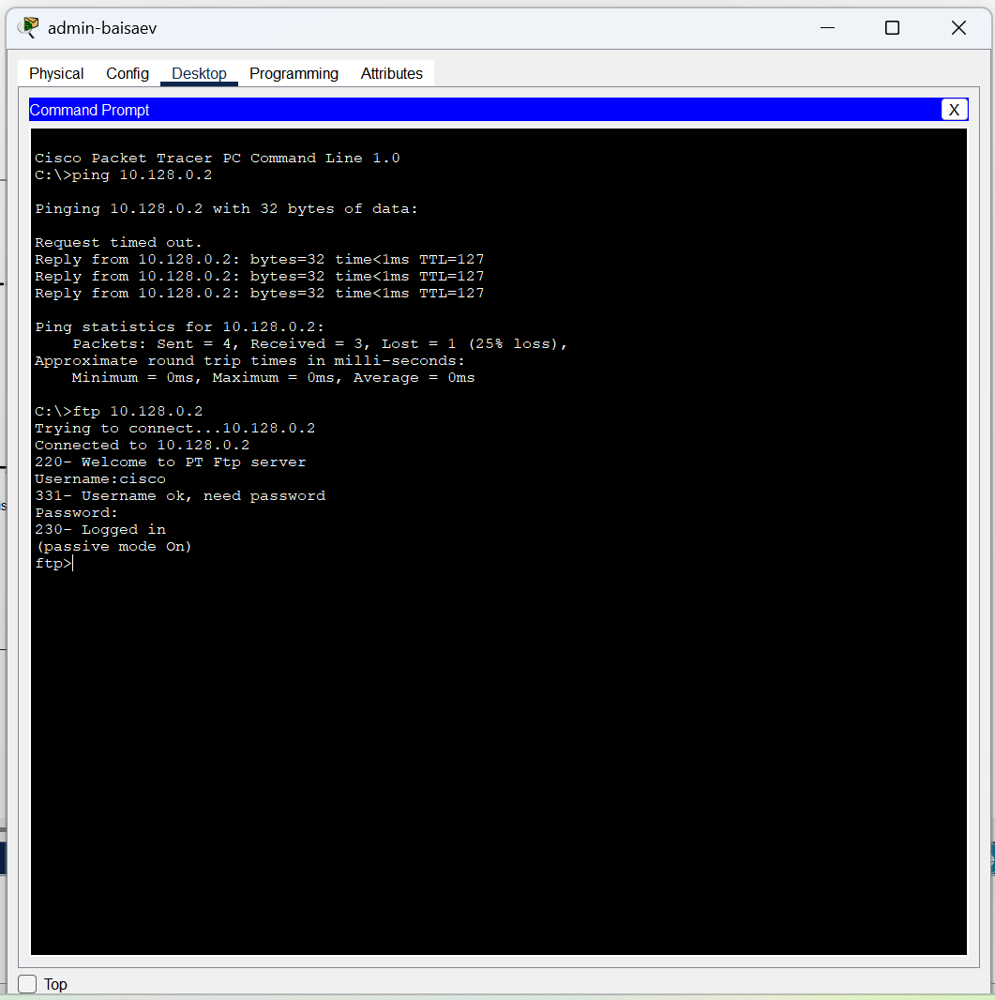 admin-baisaev
Physical Config Desktop Programming Attributes
Command Prompt
X
Cisco Packet Tracer PC Command Line 1.0
C:\>ping 10.128.0.2
Pinging 10.128.0.2 with 32 bytes of data:
Request timed out.
Reply from 10.128.0.2: bytes=32 time<1ms TTL=127
Reply from 10.128.0.2: bytes=32 time<1ms TTL=127
Reply from 10.128.0.2: bytes=32 time<1ms TTL=127
Ping statistics for 10.128.0.2:
Packets: Sent = 4, Received = 3, Lost = 1 (25% loss),
Approximate round trip times in milli-seconds:
Minimum = 0ms, Maximum = 0ms, Average = 0ms
C:\>ftp 10.128.0.2
Trying to connect...10.128.0.2
Connected to 10.128.0.2
220- Welcome to PT Ftp server
Username:cisco
331- Username ok, need password
Password:
230- Logged in
(passive mode On)
ftp>
Top